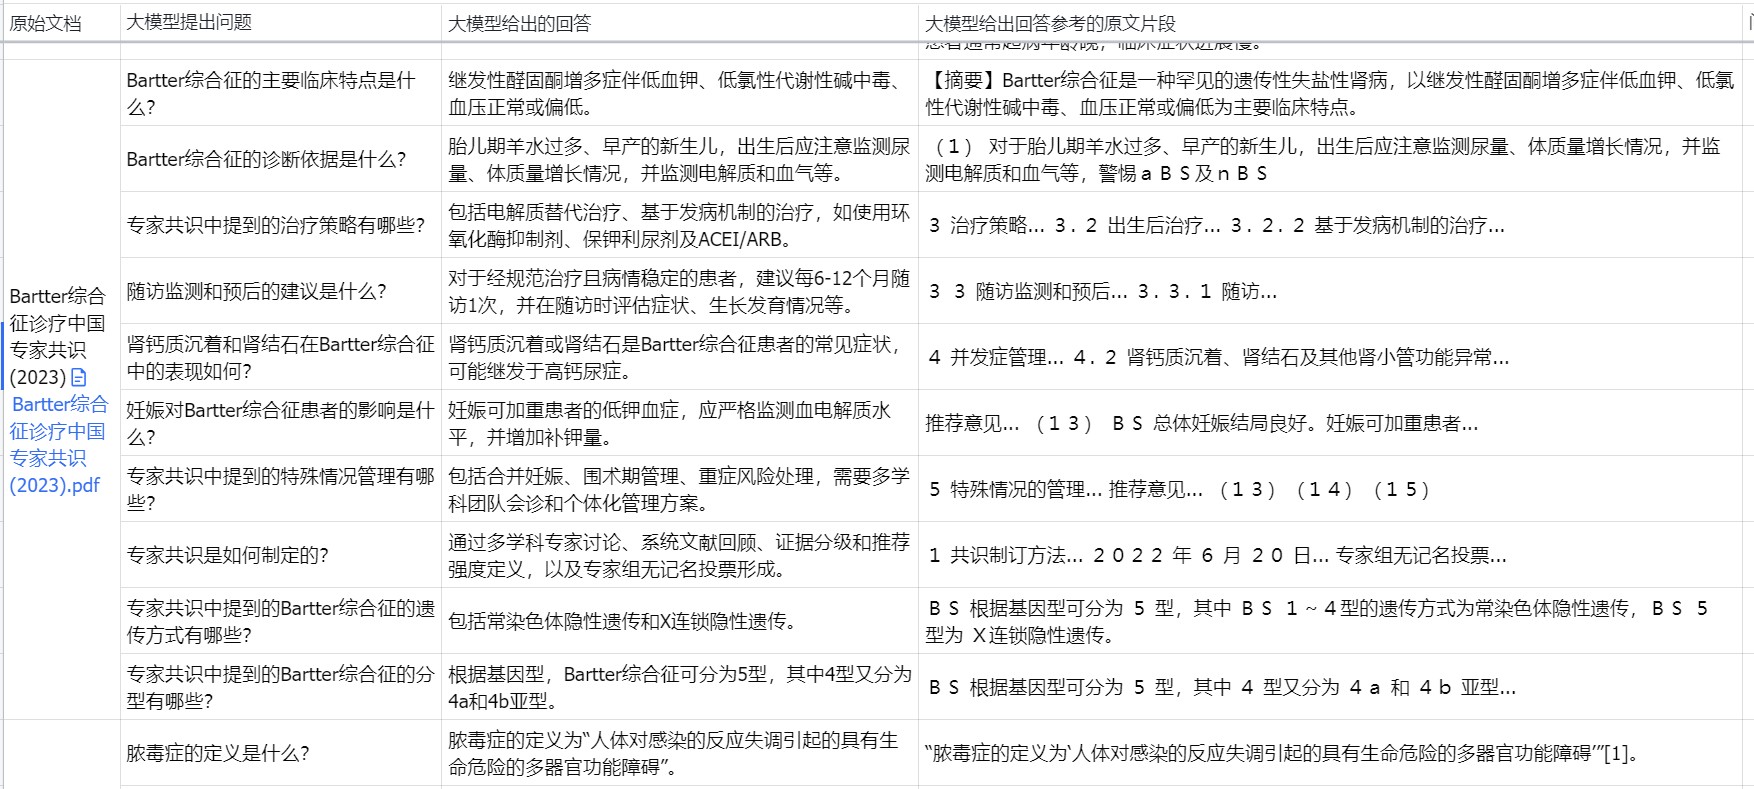 原始文档
大模型提出问题
大模型给出的回答
大模型给出回答参考的原文片段
患者通常起病年龄晚，临床症状进展慢。
Bartter综合征的主要临床特点是什
么？
继发性醛固酮增多症伴低血钾、低氯性代谢性碱中毒、
血压正常或偏低。
【摘要】Bartter综合征是一种罕见的遗传性失盐性肾病，以继发性醛固酮增多症伴低血钾、低氯
性代谢性碱中毒、血压正常或偏低为主要临床特点。
Bartter综合征的诊断依据是什么？
胎儿期羊水过多、早产的新生儿，出生后应注意监测尿
量、体质量增长情况，并监测电解质和血气等。
（１） 对于胎儿期羊水过多、早产的新生儿，出生后应注意监测尿量、体质量增长情况，并监
测电解质和血气等，警惕ａＢＳ及ｎＢＳ
专家共识中提到的治疗策略有哪些？
包括电解质替代治疗、基于发病机制的治疗，如使用环
氧化酶抑制剂、保钾利尿剂及ACEI/ARB。
３ 治疗策略... ３．２ 出生后治疗... ３．２．２ 基于发病机制的治疗...
随访监测和预后的建议是什么？
对于经规范治疗且病情稳定的患者，建议每6-12个月随
访1次，并在随访时评估症状、生长发育情况等。
３ ３ 随访监测和预后... ３．３．１ 随访...
Bartter综合
征诊疗中国
专家共识
(2023)
Bartter综合
征诊疗中国
专家共识
(2023).pdf
肾钙质沉着和肾结石在Bartter综合征
中的表现如何？
肾钙质沉着或肾结石是Bartter综合征患者的常见症状，
可能继发于高钙尿症。
４ 并发症管理... ４．２ 肾钙质沉着、肾结石及其他肾小管功能异常...
妊娠对Bartter综合征患者的影响是什
么？
妊娠可加重患者的低钾血症，应严格监测血电解质水
平，并增加补钾量。
推荐意见... （１３） ＢＳ 总体妊娠结局良好。妊娠可加重患者...
专家共识中提到的特殊情况管理有哪
些？
包括合并妊娠、围术期管理、重症风险处理，需要多学
科团队会诊和个体化管理方案。
５ 特殊情况的管理... 推荐意见... （１３）（１４）（１５）
专家共识是如何制定的？
通过多学科专家讨论、系统文献回顾、证据分级和推荐
强度定义，以及专家组无记名投票形成。
１ 共识制订方法... ２０２２ 年 ６ 月 ２０ 日... 专家组无记名投票...
专家共识中提到的Bartter综合征的遗
传方式有哪些？
包括常染色体隐性遗传和X连锁隐性遗传。
ＢＳ 根据基因型可分为 ５ 型，其中 ＢＳ １～４型的遗传方式为常染色体隐性遗传，ＢＳ ５
型为 Ｘ连锁隐性遗传。
专家共识中提到的Bartter综合征的分
型有哪些？
根据基因型，Bartter综合征可分为5型，其中4型又分为
4a和4b亚型。
ＢＳ 根据基因型可分为 ５ 型，其中 ４ 型又分为 ４ａ 和 ４ｂ 亚型...
脓毒症的定义是什么？
脓毒症的定义为“人体对感染的反应失调引起的具有生
命危险的多器官功能障碍”。
“脓毒症的定义为‘人体对感染的反应失调引起的具有生命危险的多器官功能障碍’”[1]。